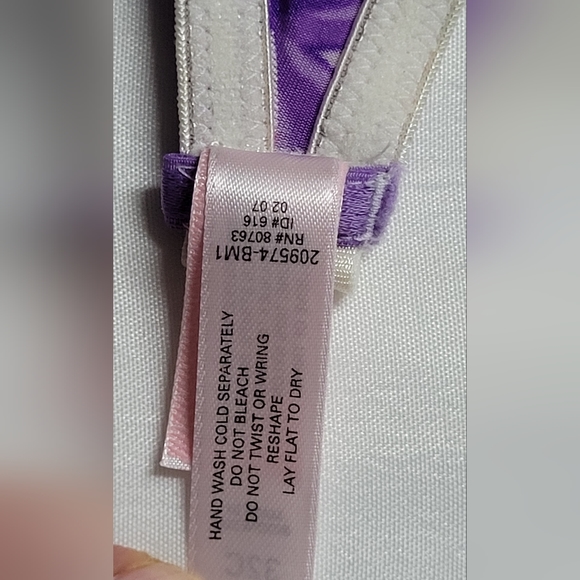 209574-BM1
RN# 80763
ID# 616
02 07
HAND WASH COLD SEPARATELY
DO NOT BLEACH
DO NOT TWIST OR WRING
RESHAPE
LAY FLAT TO DRY